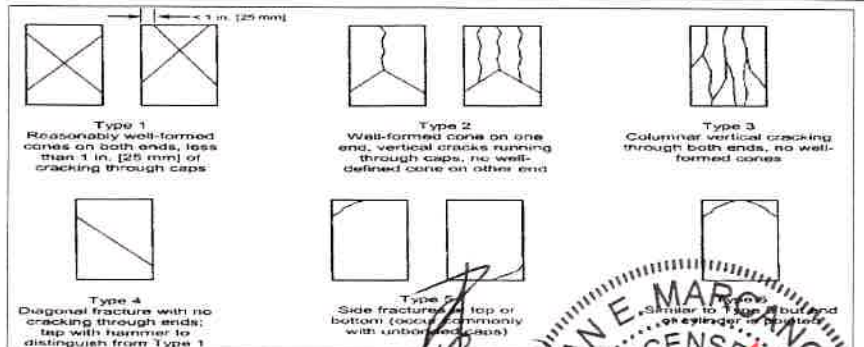 < 1 in. [25 mm]
Type 1
Reasonably well-formed
cones on both ends, less
than 1 in. [25 mm] of
cracking through caps
Type 2
Well-formed cone on one
end, vertical cracks running
through caps, no well-
defined cone on other end
Type 3
Columnar vertical cracking
through both ends, no well-
formed cones
Type 4
Diagonal fracture with no
cracking through ends;
tap with hammer to
distinguish from Type 1
Type 5
Side fractures top or
bottom (occur commonly
with unbonded caps)
Similar to Type but end
of cylinder is pointed
E. MARCANO